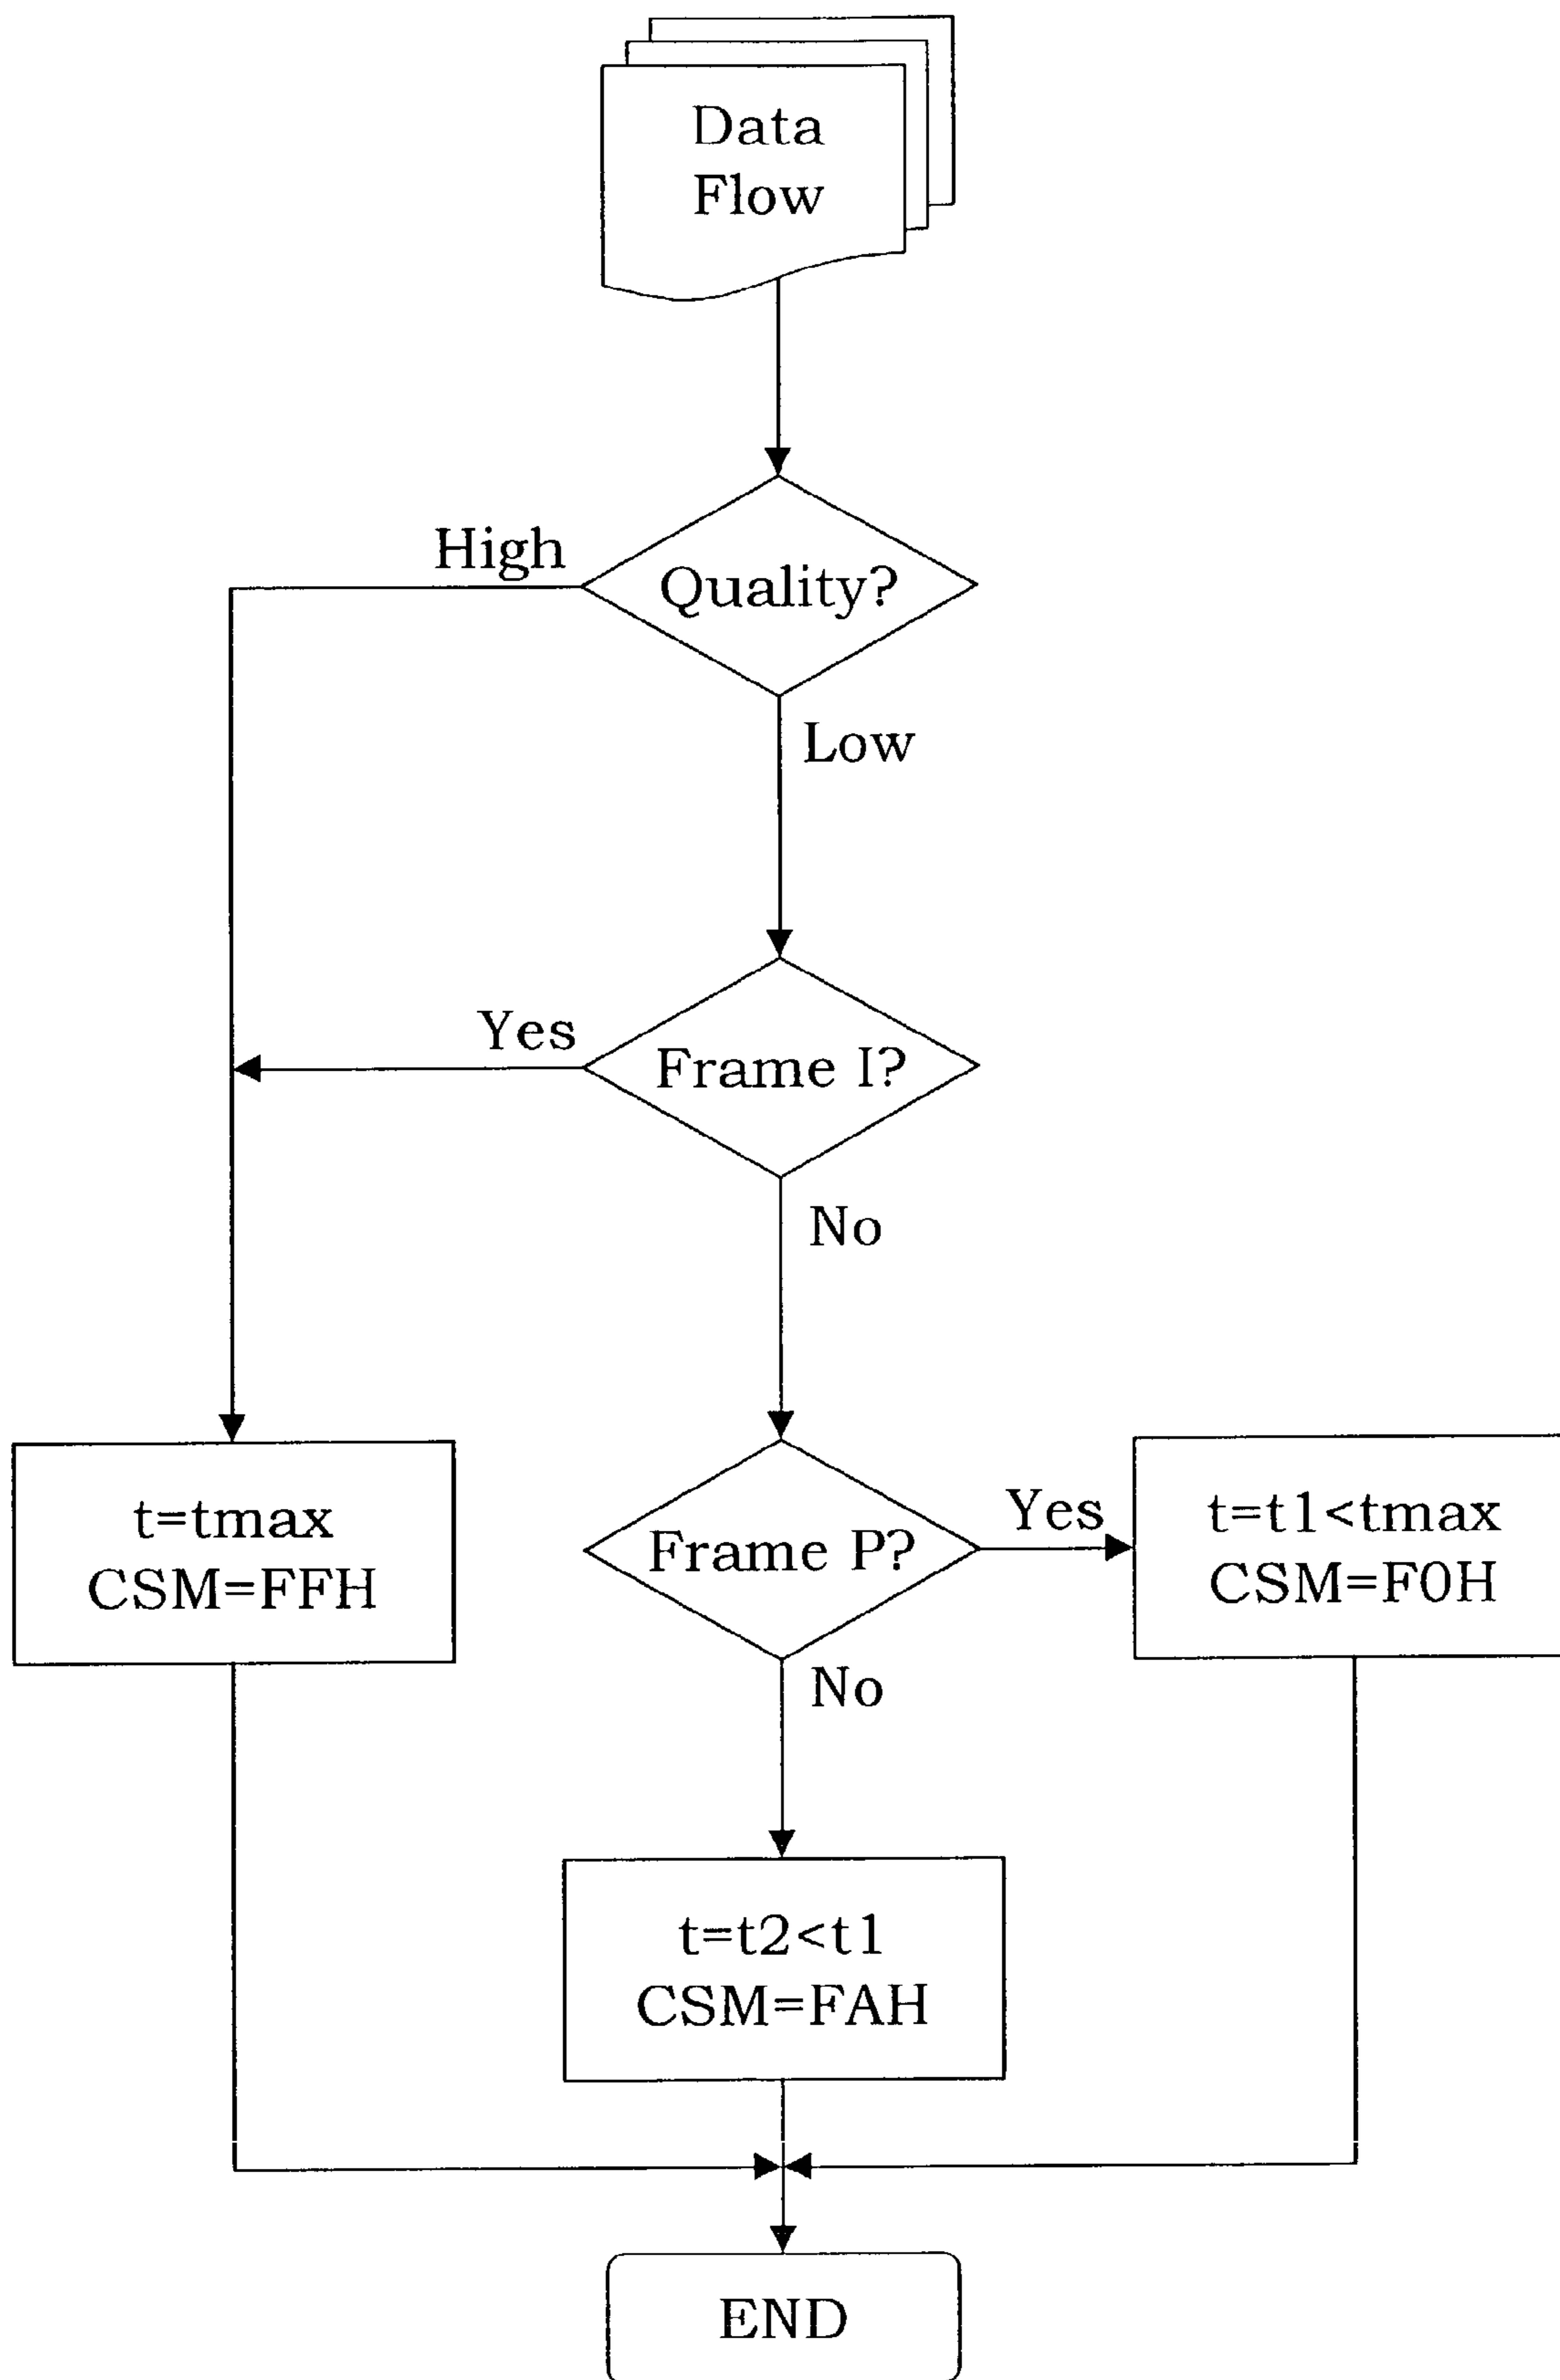 Data
Flow
High
Quality?
Low
Yes
Frame I?
No
t=tmax
CSM=FFH
Frame P?
Yes
t=t1<tmax
CSM=F0H
No
t=t2<t1
CSM=FAH
END